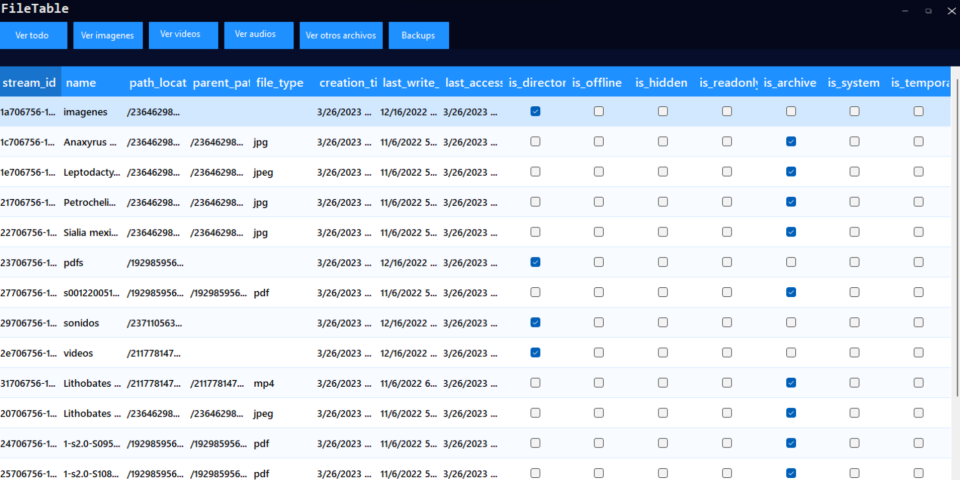 FileTable
Ver todo Ver imagenes Ver videos Ver audios Ver otros archivos Backups
stream_id name path_locat parent_pat file_type creation_ti last_write_ last_access is_director is_offline is_hidden is_readonly is_archive is_system is_tempora
1a706756-1... imagenes /23646298... 3/26/2023 ... 12/16/2022 ... 3/26/2023 ...
1c706756-1... Anaxyrus ... /23646298... /23646298... jpg 3/26/2023 ... 11/6/2022 5... 3/26/2023 ...
1e706756-1... Leptodacty... /23646298... /23646298... jpeg 3/26/2023 ... 11/6/2022 5... 3/26/2023 ...
21706756-1... Petrocheli... /23646298... /23646298... jpg 3/26/2023 ... 11/6/2022 5... 3/26/2023 ...
22706756-1... Sialia mexi... /23646298... /23646298... jpg 3/26/2023 ... 11/6/2022 5... 3/26/2023 ...
23706756-1... pdfs /192985956... 3/26/2023 ... 12/16/2022 ... 3/26/2023 ...
27706756-1... s001220051... /192985956... /192985956... pdf 3/26/2023 ... 11/6/2022 5... 3/26/2023 ...
29706756-1... sonidos /237110563... 3/26/2023 ... 12/16/2022 ... 3/26/2023 ...
2e706756-1... videos /211778147... 3/26/2023 ... 12/16/2022 ... 3/26/2023 ...
31706756-1... Lithobates ... /211778147... /211778147... mp4 3/26/2023 ... 11/6/2022 6... 3/26/2023 ...
20706756-1... Lithobates ... /23646298... /23646298... jpeg 3/26/2023 ... 11/6/2022 5... 3/26/2023 ...
24706756-1... 1-s2.0-S095... /192985956... /192985956... pdf 3/26/2023 ... 11/6/2022 5... 3/26/2023 ...
25706756-1... 1-s2.0-S108... /192985956... /192985956... pdf 3/26/2023 ... 11/6/2022 5... 3/26/2023 ...